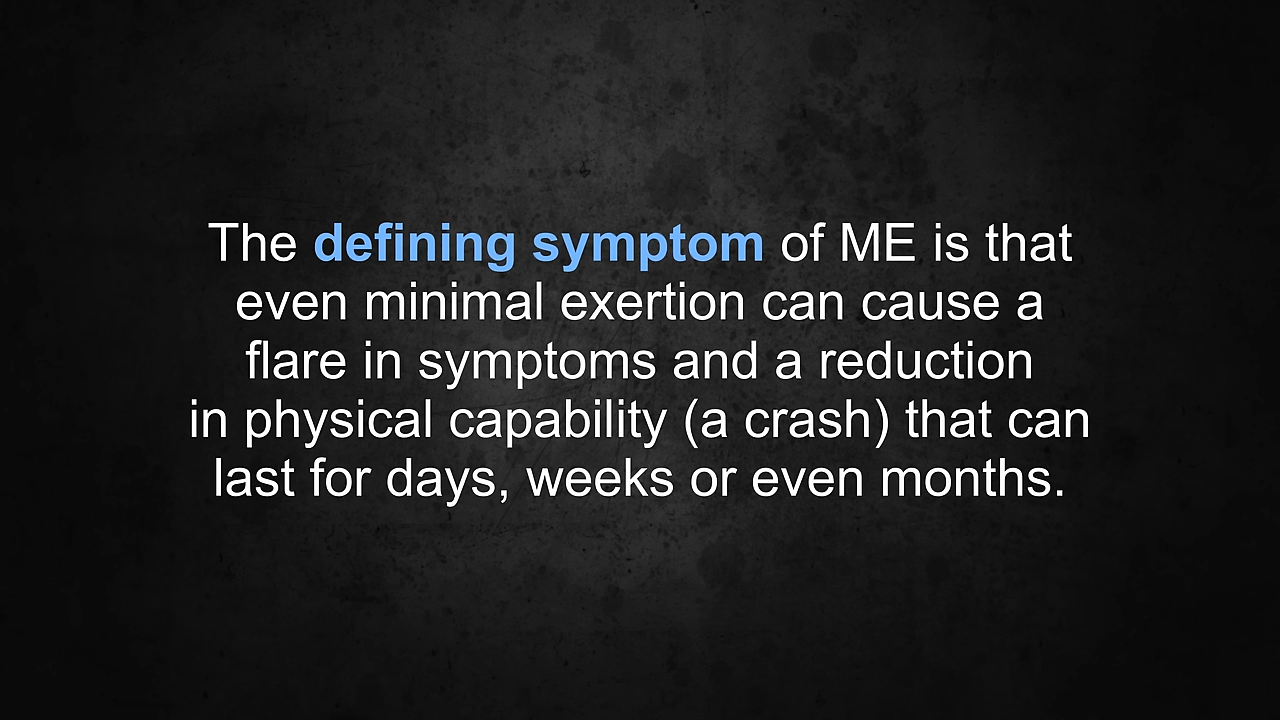 The defining symptom of ME is that
even minimal exertion can cause a
flare in symptoms and a reduction
in physical capability (a crash) that can
last for days, weeks or even months.